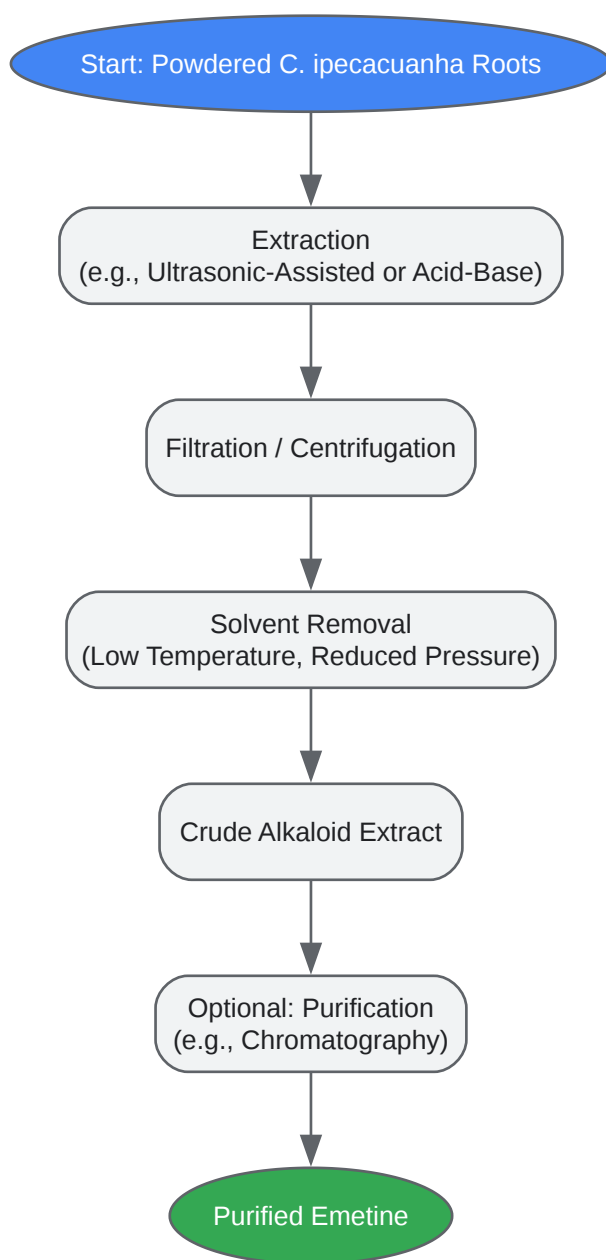 Start: Powdered C. ipecacuanha Roots
Extraction
(e.g., Ultrasonic-Assisted or Acid-Base)
Filtration / Centrifugation
Solvent Removal
(Low Temperature, Reduced Pressure)
Crude Alkaloid Extract
Optional: Purification
(e.g., Chromatography)
Purified Emetine